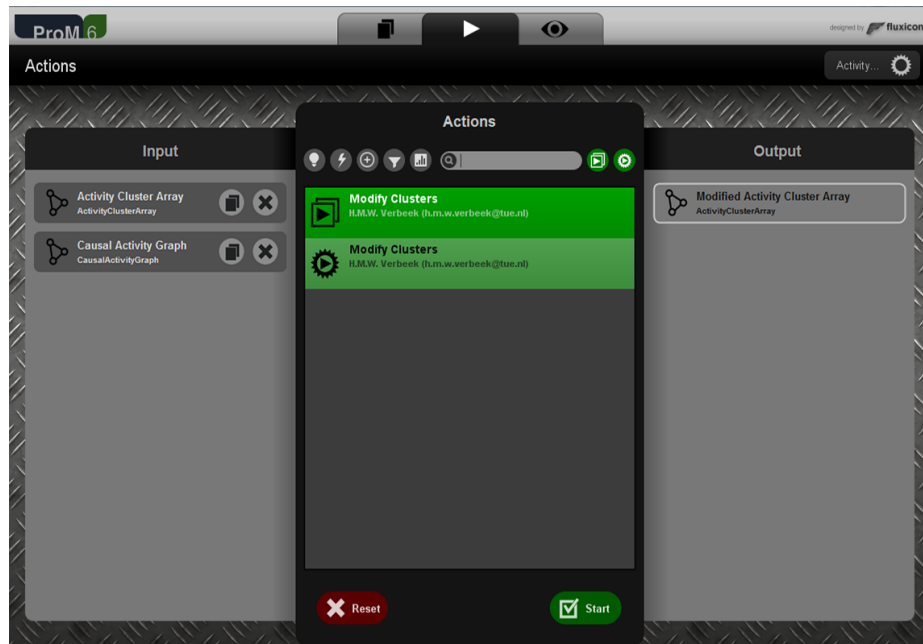 ProM 6
designed by fluxicon
Actions
Activity...
Actions
Input
Output
Activity Cluster Array
ActivityClusterArray
Causal Activity Graph
CausalActivityGraph
Modify Clusters
H.M.W. Verbeek (h.m.w.verbeek@tue.nl)
Modify Clusters
H.M.W. Verbeek (h.m.w.verbeek@tue.nl)
Modified Activity Cluster Array
ActivityClusterArray
Reset
Start